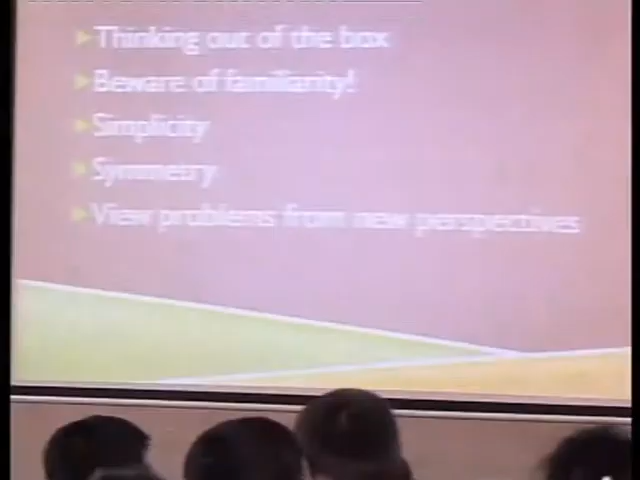 Thinking out of the box
Beware of familiarity!
Simplicity
Symmetry
View problems from new perspectives